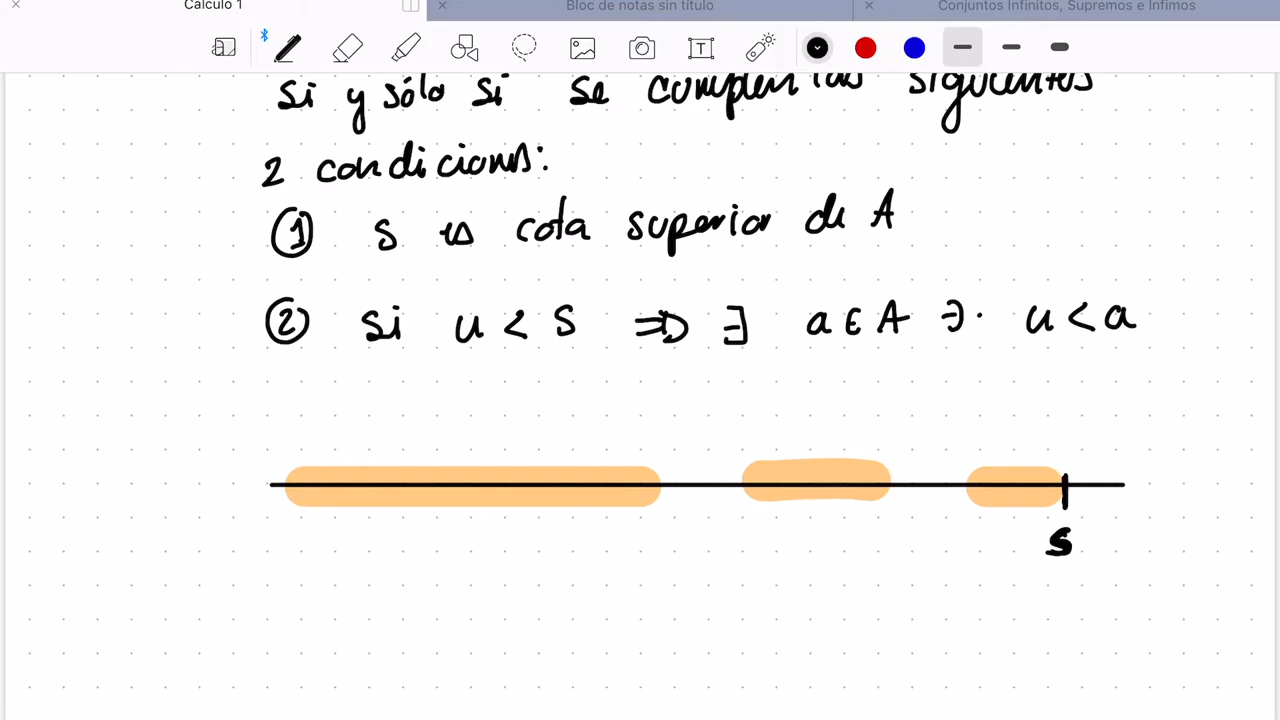 Calculo 1
Bloc de notas sin título
Conjuntos Infinitos, Supremos e Infimos
si y sólo si se cumplen las siguientes
2 condiciones:
① s es cota superior de A
② si u < s ⇒ ∃ a ∈ A ∋· u < a
s